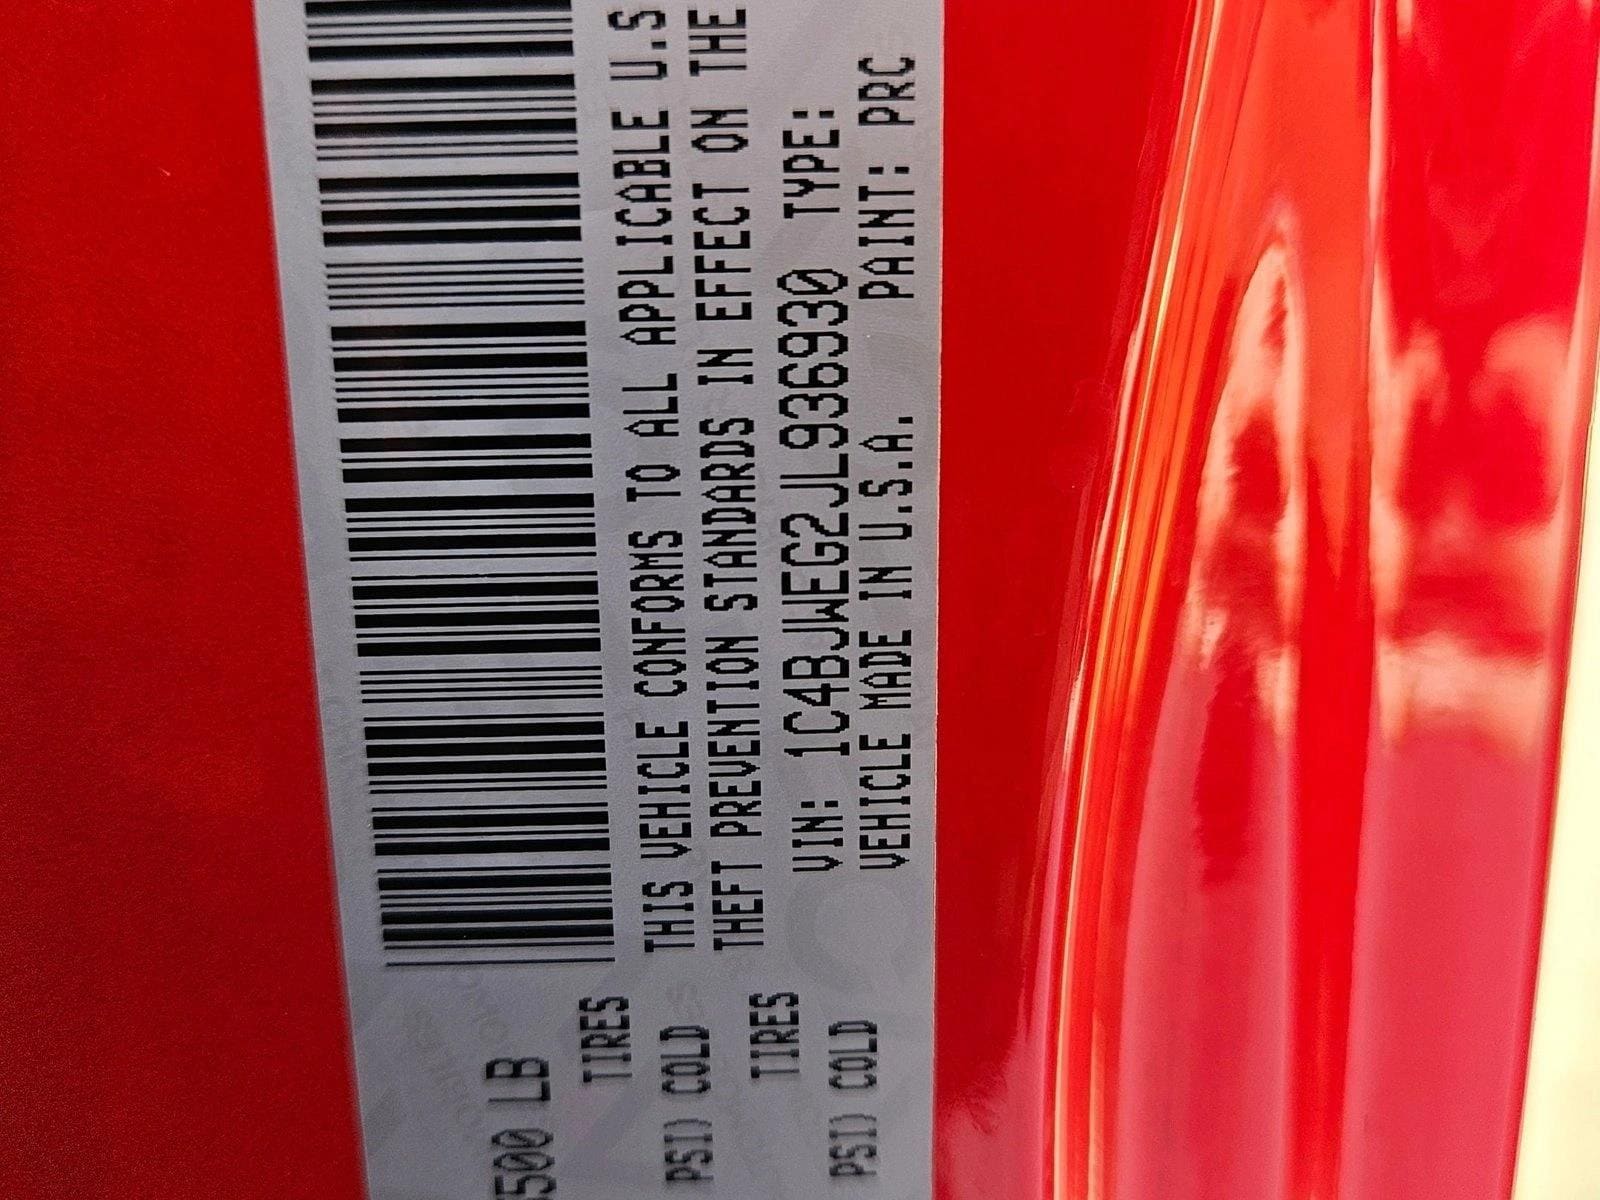 500 LB
TIRES
PSI) COLD
TIRES
PSI) COLD
THIS VEHICLE CONFORMS TO ALL APPLICABLE U.S
THEFT PREVENTION STANDARDS IN EFFECT ON THE
VIN: 1C4BJWEG2JL936930 TYPE:
VEHICLE MADE IN U.S.A. PAINT: PRC